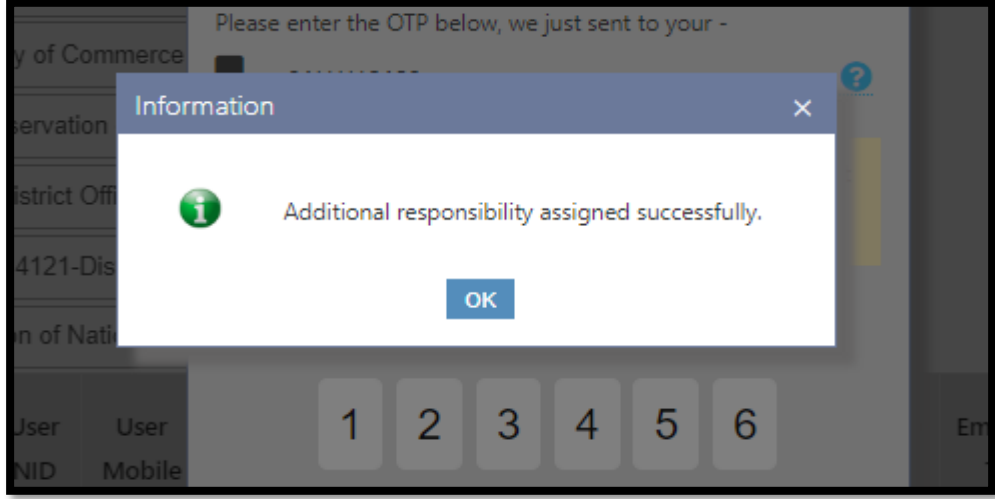 Please enter the OTP below, we just sent to your -
y of Commerce
?
Information
×
servation
istrict Offi
i
Additional responsibility assigned successfully.
4121-Dis
OK
n of Nati
1 2 3 4 5 6
User
User
Em
NID
Mobile